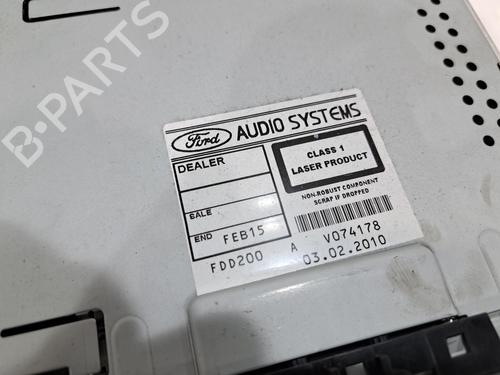 B-PARTS
Ford AUDIO SYSTEMS
DEALER
SALE
END FEB15
CLASS 1
LASER PRODUCT
NON-ROBUST COMPONENT
SCRAP IF DROPPED
FDD200 A V074178
03.02.2010